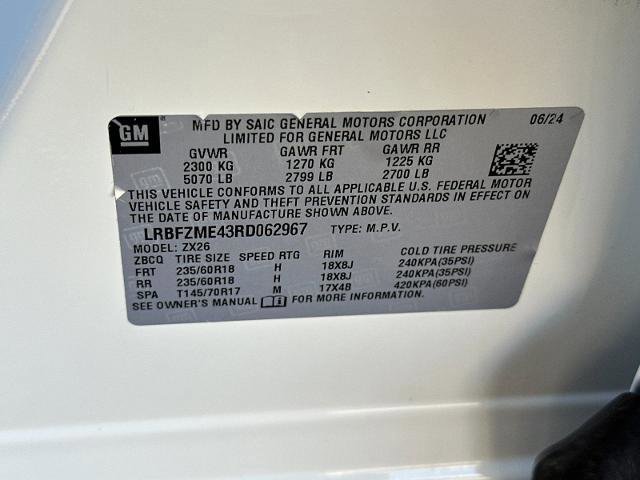 GM
MFD BY SAIC GENERAL MOTORS CORPORATION 06/24
LIMITED FOR GENERAL MOTORS LLC
GVWR GAWR FRT GAWR RR
2300 KG 1270 KG 1225 KG
5070 LB 2799 LB 2700 LB
THIS VEHICLE CONFORMS TO ALL APPLICABLE U.S. FEDERAL MOTOR
VEHICLE SAFETY AND THEFT PREVENTION STANDARDS IN EFFECT ON
THE DATE OF MANUFACTURE SHOWN ABOVE.
LRBFZME43RD062967 TYPE: M.P.V.
MODEL: ZX26
ZBCQ TIRE SIZE SPEED RTG RIM COLD TIRE PRESSURE
FRT 235/60R18 H 18X8J 240KPA(35PSI)
RR 235/60R18 H 18X8J 240KPA(35PSI)
SPA T145/70R17 M 17X4B 420KPA(60PSI)
SEE OWNER'S MANUAL FOR MORE INFORMATION.